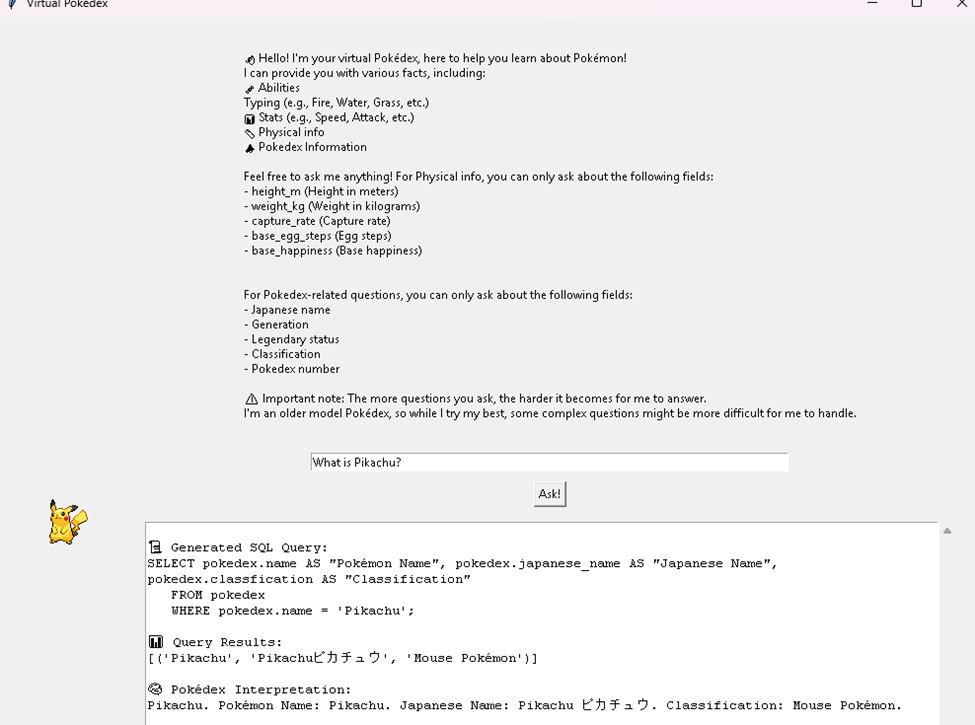 Virtual Pokedex
Hello! I'm your virtual Pokédex, here to help you learn about Pokémon!
I can provide you with various facts, including:
Abilities
Typing (e.g., Fire, Water, Grass, etc.)
Stats (e.g., Speed, Attack, etc.)
Physical info
Pokedex Information
Feel free to ask me anything! For Physical info, you can only ask about the following fields:
- height_m (Height in meters)
- weight_kg (Weight in kilograms)
- capture_rate (Capture rate)
- base_egg_steps (Egg steps)
- base_happiness (Base happiness)
For Pokedex-related questions, you can only ask about the following fields:
- Japanese name
- Generation
- Legendary status
- Classification
- Pokedex number
⚠ Important note: The more questions you ask, the harder it becomes for me to answer.
I'm an older model Pokédex, so while I try my best, some complex questions might be more difficult for me to handle.
What is Pikachu?
Ask!
Generated SQL Query:
SELECT pokedex.name AS "Pokémon Name", pokedex.japanese_name AS "Japanese Name",
pokedex.classfication AS "Classification"
FROM pokedex
WHERE pokedex.name = 'Pikachu';
Query Results:
[('Pikachu', 'Pikachuピカチュウ', 'Mouse Pokémon')]
Pokédex Interpretation:
Pikachu. Pokémon Name: Pikachu. Japanese Name: Pikachu ピカチュウ. Classification: Mouse Pokémon.